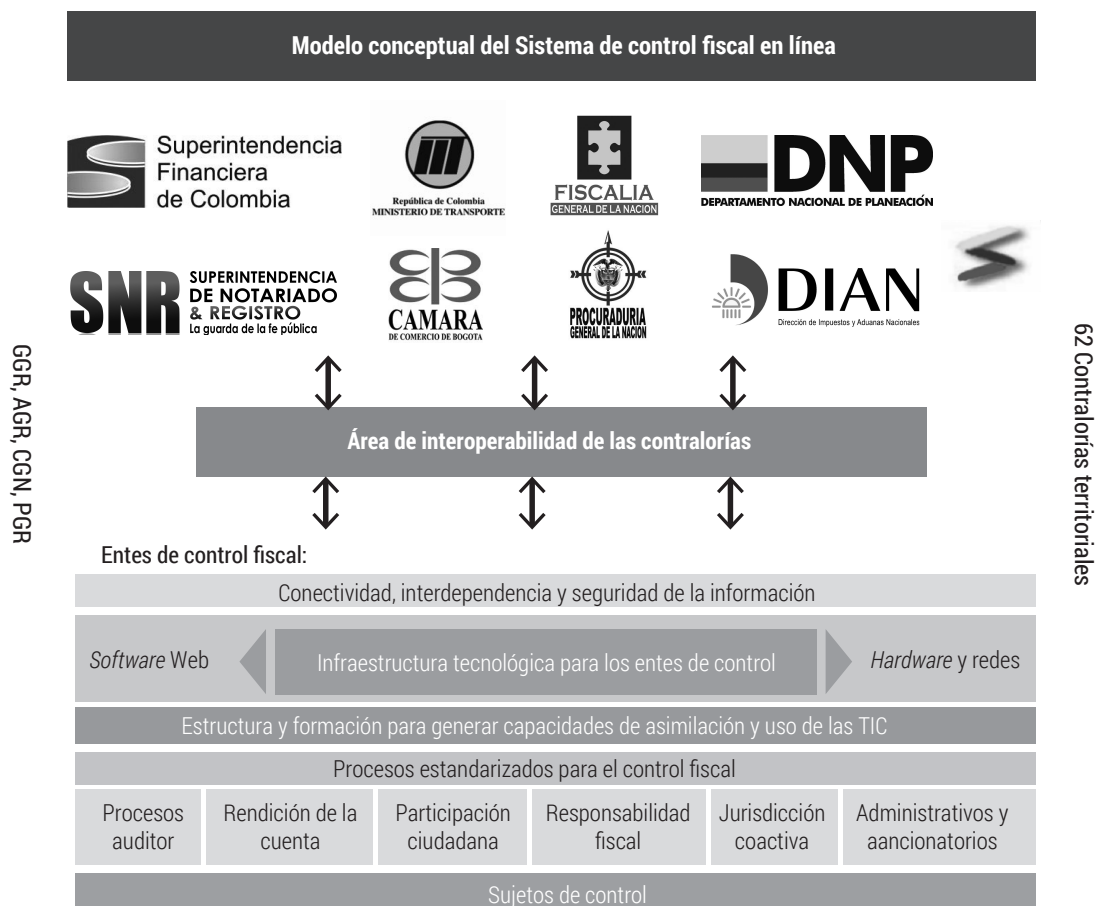 Modelo conceptual del Sistema de control fiscal en línea
Superintendencia
Financiera
de Colombia
República de Colombia
MINISTERIO DE TRANSPORTE
FISCALIA
GENERAL DE LA NACION
DNP
DEPARTAMENTO NACIONAL DE PLANEACIÓN
SNR
SUPERINTENDENCIA
DE NOTARIADO
& REGISTRO
La guarda de la fe pública
CAMARA
DE COMERCIO DE BOGOTA
PROCURADURIA
GENERAL DE LA NACION
DIAN
Dirección de Impuestos y Aduanas Nacionales
GGR, AGR, CGN, PGR
62 Contralorías territoriales
Área de interoperabilidad de las contralorías
Entes de control fiscal:
Conectividad, interdependencia y seguridad de la información
Software Web
Infraestructura tecnológica para los entes de control
Hardware y redes
Estructura y formación para generar capacidades de asimilación y uso de las TIC
Procesos estandarizados para el control fiscal
Procesos
auditor
Rendición de la
cuenta
Participación
ciudadana
Responsabilidad
fiscal
Jurisdicción
coactiva
Administrativos y
aancionatorios
Sujetos de control